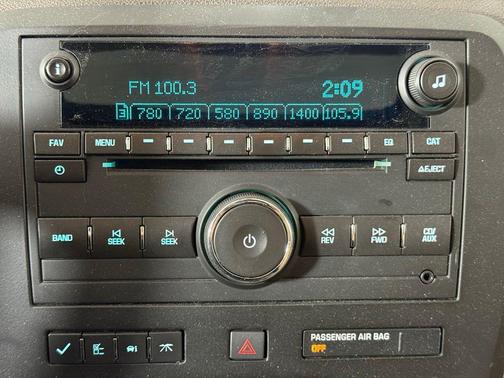 FM 100.3 2:09
3 780 720 580 890 1400 105.9
FAV MENU EQ CAT
EJECT
BAND SEEK SEEK REV FWD CD/
AUX
PASSENGER AIR BAG
OFF